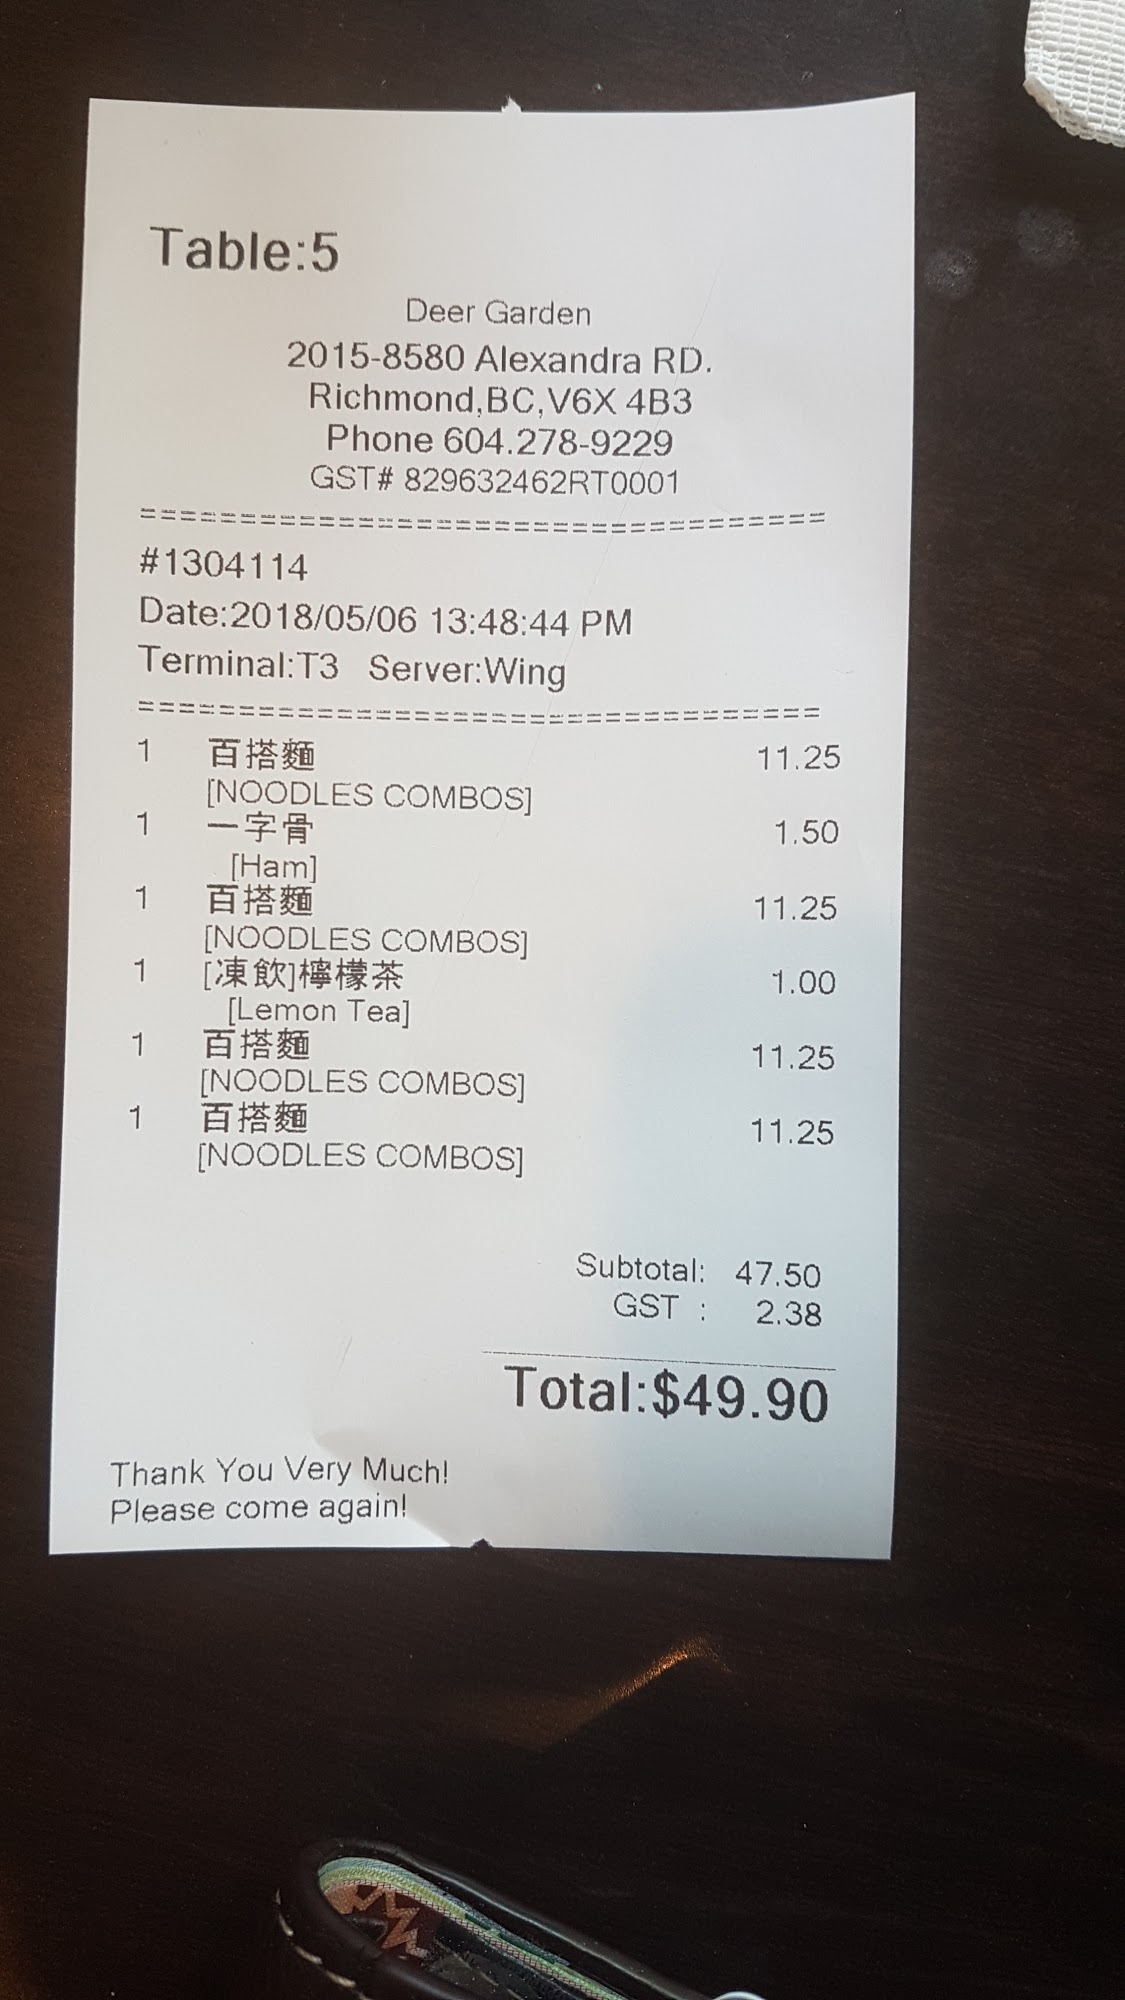 Table:5
Deer Garden
2015-8580 Alexandra RD.
Richmond,BC,V6X 4B3
Phone 604.278-9229
GST# 829632462RT0001
===================================
#1304114
Date:2018/05/06 13:48:44 PM
Terminal:T3 Server:Wing
===================================
1 百搭麵 11.25
[NOODLES COMBOS]
1 一字骨 1.50
[Ham]
1 百搭麵 11.25
[NOODLES COMBOS]
1 [凍飲]檸檬茶 1.00
[Lemon Tea]
1 百搭麵 11.25
[NOODLES COMBOS]
1 百搭麵 11.25
[NOODLES COMBOS]
Subtotal: 47.50
GST : 2.38
Total:$49.90
Thank You Very Much!
Please come again!